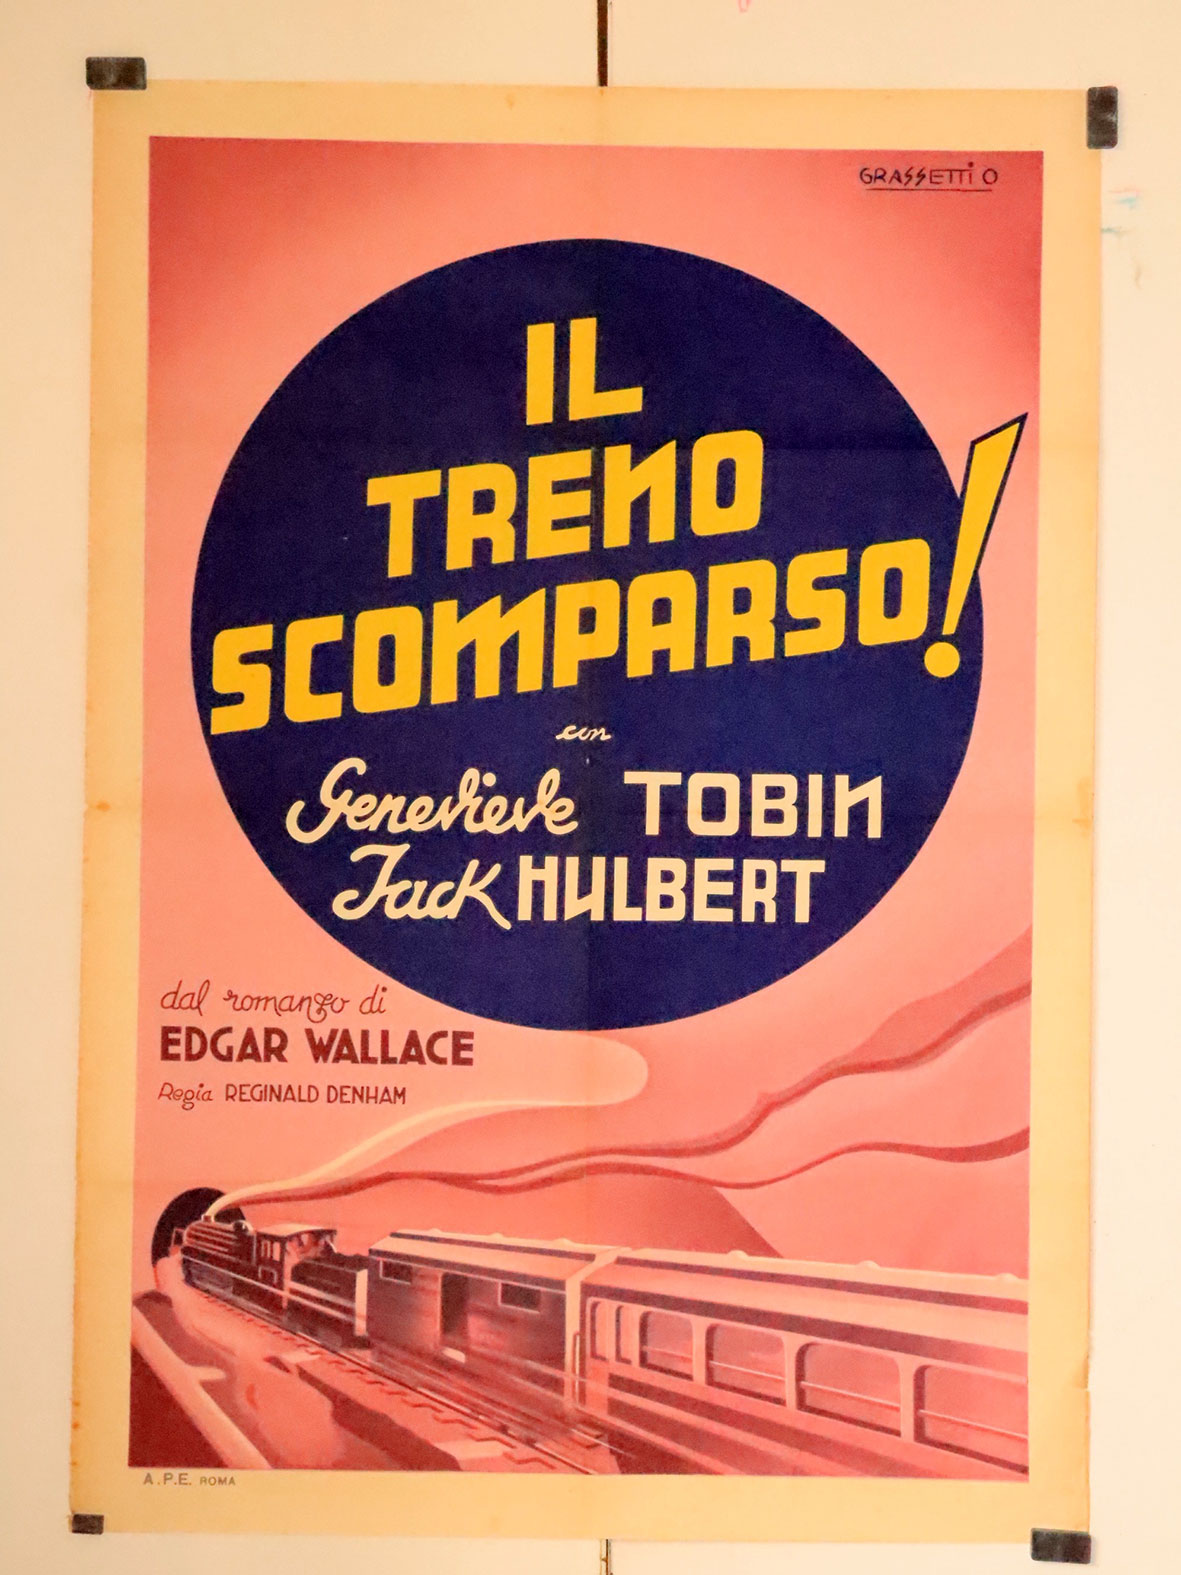 GRASSETTI O
IL
TRENO
SCOMPARSO!
con
Genevieve TOBIN
Jack HULBERT
dal romanzo di
EDGAR WALLACE
Regia REGINALD DENHAM
A.P.E. ROMA